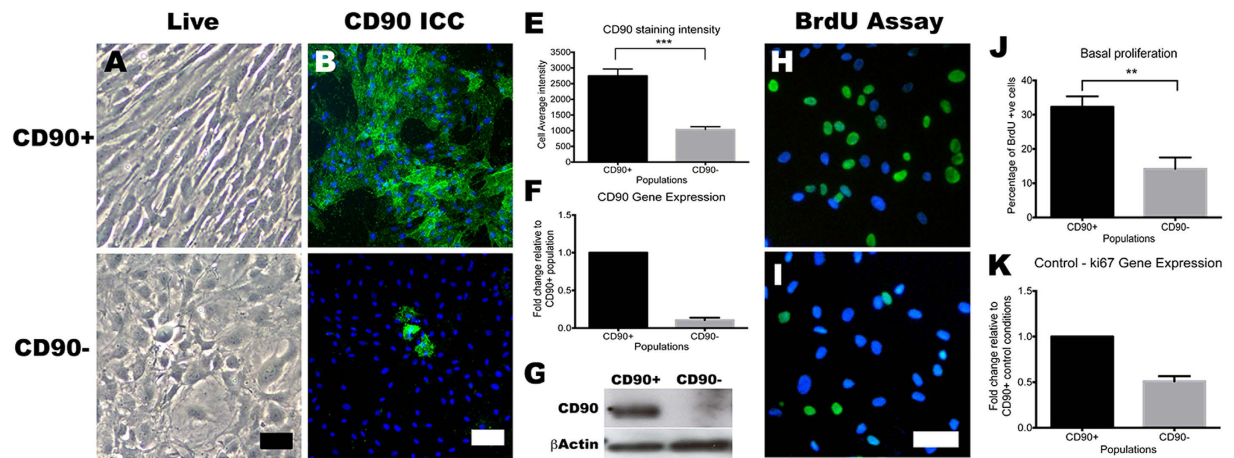 Live
CD90 ICC
BrdU Assay
CD90+
CD90-
A
B
E
CD90 staining intensity
***
Cell Average intensity
3500
3000
2500
2000
1500
1000
500
0
CD90+
CD90-
Populations
F
CD90 Gene Expression
Fold change relative to
CD90+ population
1.5
1.0
0.5
0.0
CD90+
CD90-
Populations
G
CD90+
CD90-
CD90
βActin
H
I
J
Basal proliferation
**
Percentage of BrdU +ve cells
40
30
20
10
0
CD90+
CD90-
Populations
K
Control - ki67 Gene Expression
Fold change relative to
CD90+ control conditions
1.5
1.0
0.5
0.0
CD90+
CD90-
Populations